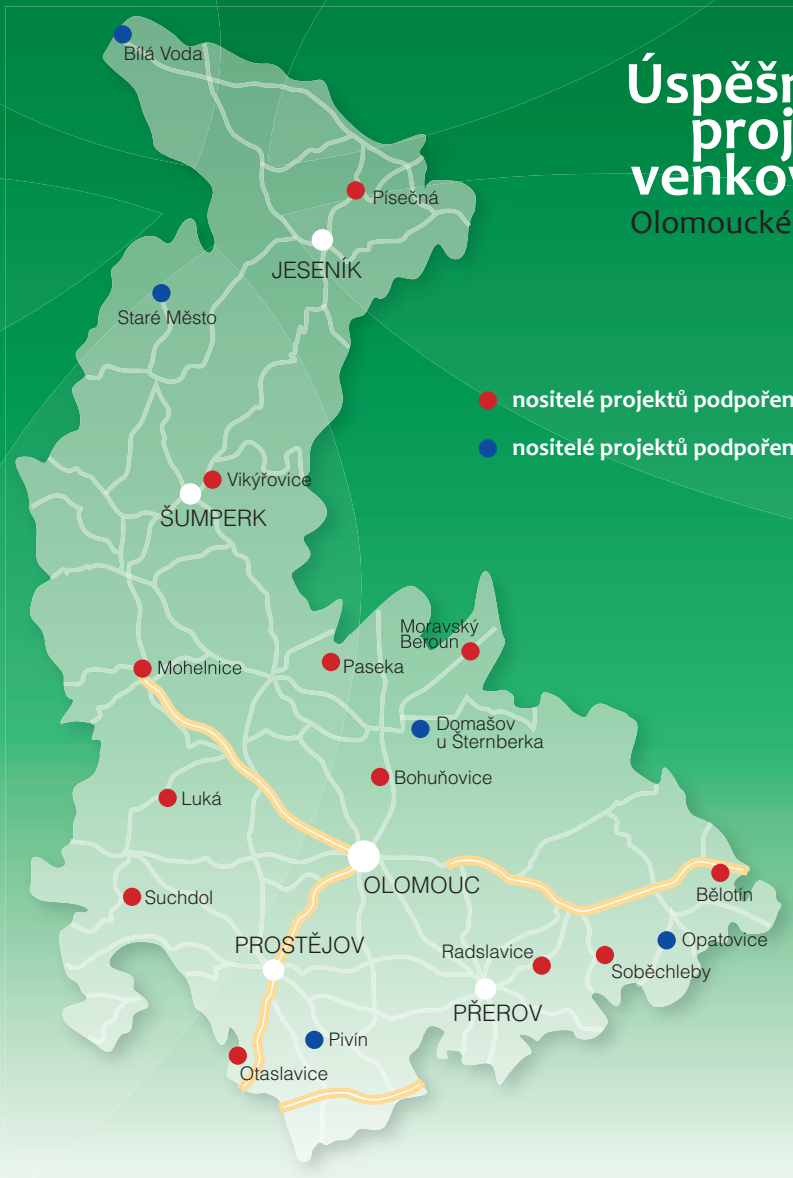 Úspěšn
proj
venkov
Olomoucké
nositelé projektů podpořen
nositelé projektů podpořen
Bílá Voda
Písečná
JESENÍK
Staré Město
Vikýřovice
ŠUMPERK
Moravský
Beroun
Mohelnice
Paseka
Domašov
u Šternberka
Bohuňovice
Luká
OLOMOUC
Bělotín
Suchdol
PROSTĚJOV
Radslavice
Opatovice
Soběchleby
PŘEROV
Pivín
Otaslavice